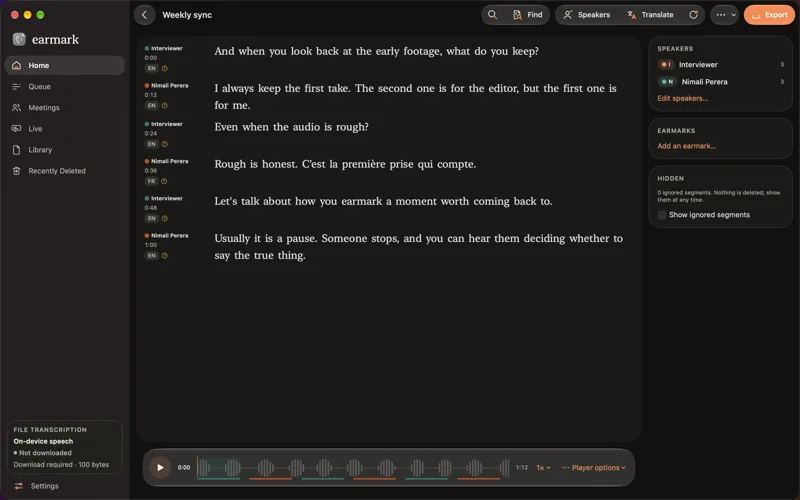 earmark
Home
Queue
Meetings
Live
Library
Recently Deleted
FILE TRANSCRIPTION
On-device speech
Not downloaded
Download required · 100 bytes
Settings
Weekly sync
Find
Speakers
Translate
Export
Interviewer
0:00
EN
And when you look back at the early footage, what do you keep?
Nimali Perera
0:12
EN
I always keep the first take. The second one is for the editor, but the first one is
for me.
Interviewer
0:24
EN
Even when the audio is rough?
Nimali Perera
0:36
FR
Rough is honest. C'est la première prise qui compte.
Interviewer
0:48
EN
Let's talk about how you earmark a moment worth coming back to.
Nimali Perera
1:00
EN
Usually it is a pause. Someone stops, and you can hear them deciding whether to
say the true thing.
0:00
1:12
1×
Player options
SPEAKERS
I Interviewer 3
N Nimali Perera 3
Edit speakers...
EARMARKS
Add an earmark...
HIDDEN
0 ignored segments. Nothing is deleted; show
them at any time.
Show ignored segments